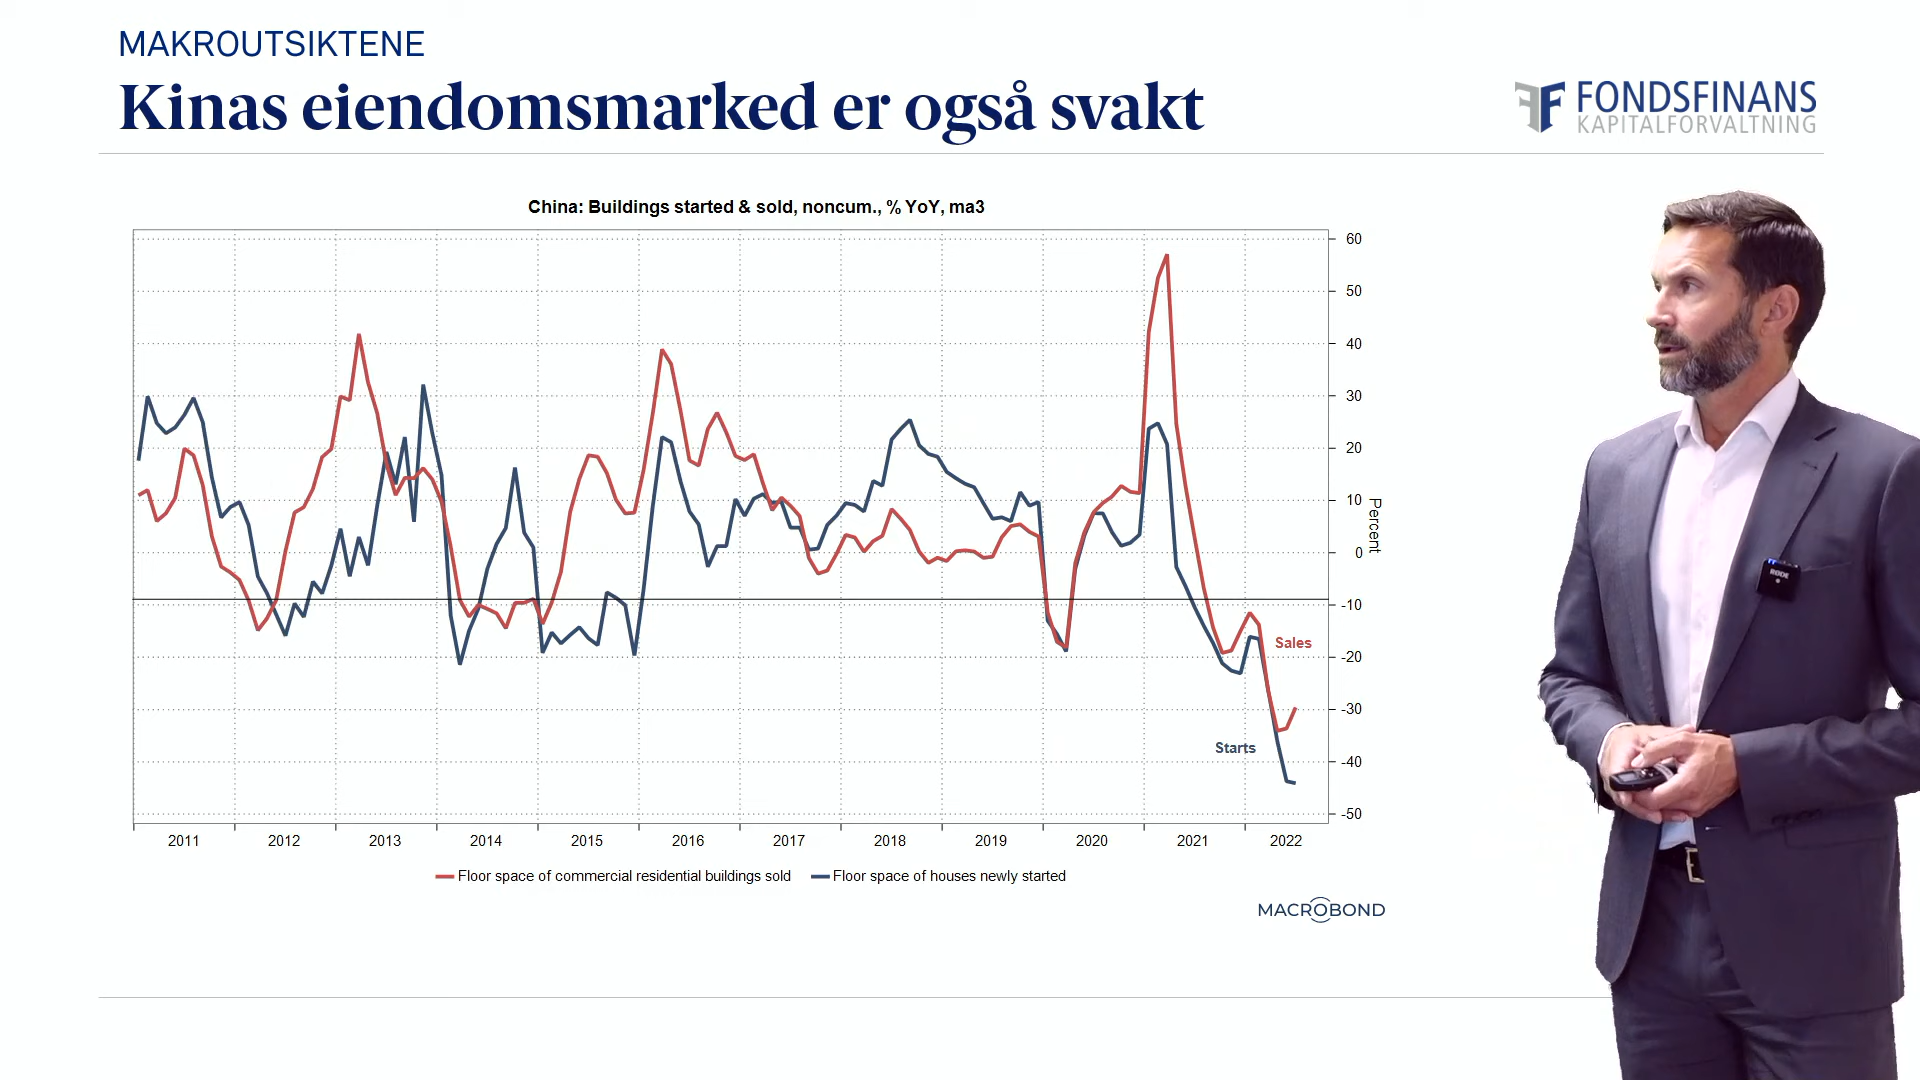 MAKROUTSIKTENE
Kinas eiendomsmarked er også svakt
FONDSFINANS
KAPITALFORVALTNING
China: Buildings started & sold, noncum., % YoY, ma3
60
50
40
30
20
10
0
-10
-20
-30
-40
-50
Percent
Sales
Starts
2011 2012 2013 2014 2015 2016 2017 2018 2019 2020 2021 2022
Floor space of commercial residential buildings sold Floor space of houses newly started
MACROBOND
RØDE